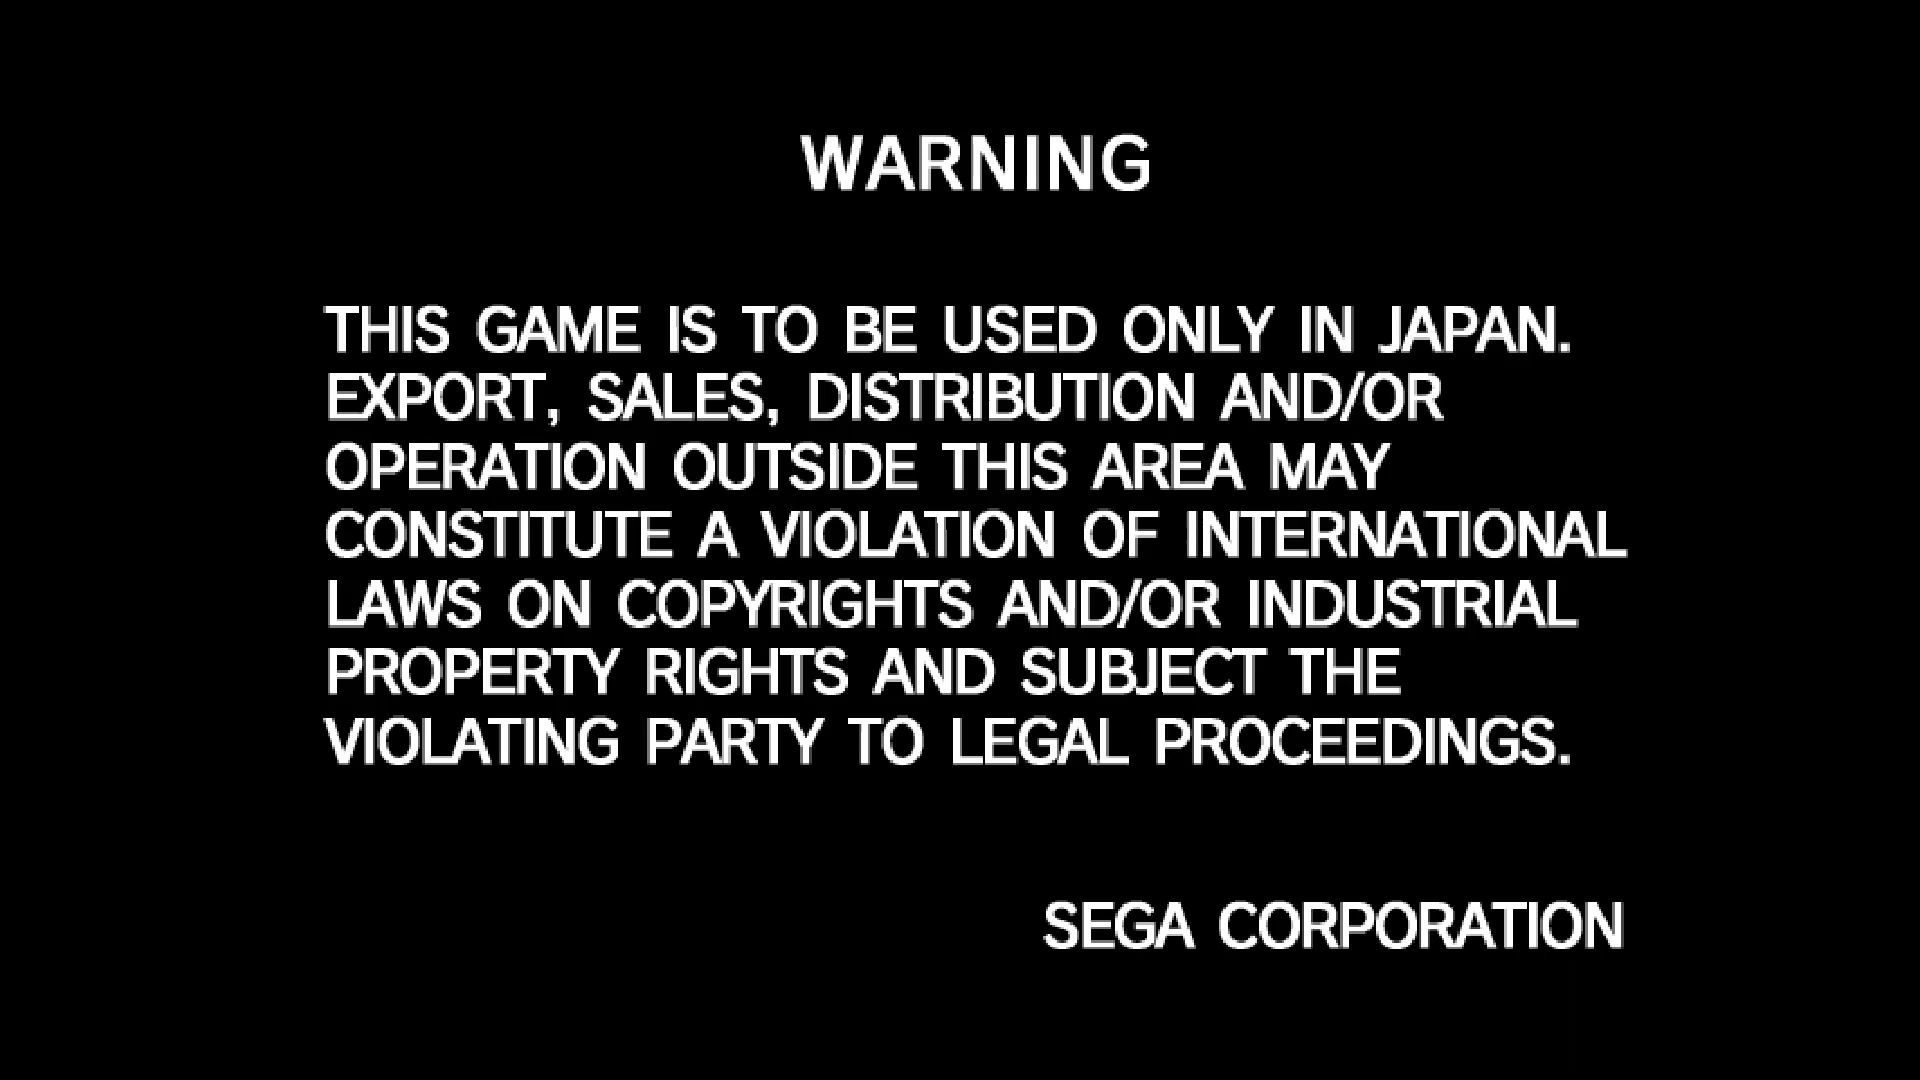 WARNING
THIS GAME IS TO BE USED ONLY IN JAPAN.
EXPORT, SALES, DISTRIBUTION AND/OR
OPERATION OUTSIDE THIS AREA MAY
CONSTITUTE A VIOLATION OF INTERNATIONAL
LAWS ON COPYRIGHTS AND/OR INDUSTRIAL
PROPERTY RIGHTS AND SUBJECT THE
VIOLATING PARTY TO LEGAL PROCEEDINGS.
SEGA CORPORATION